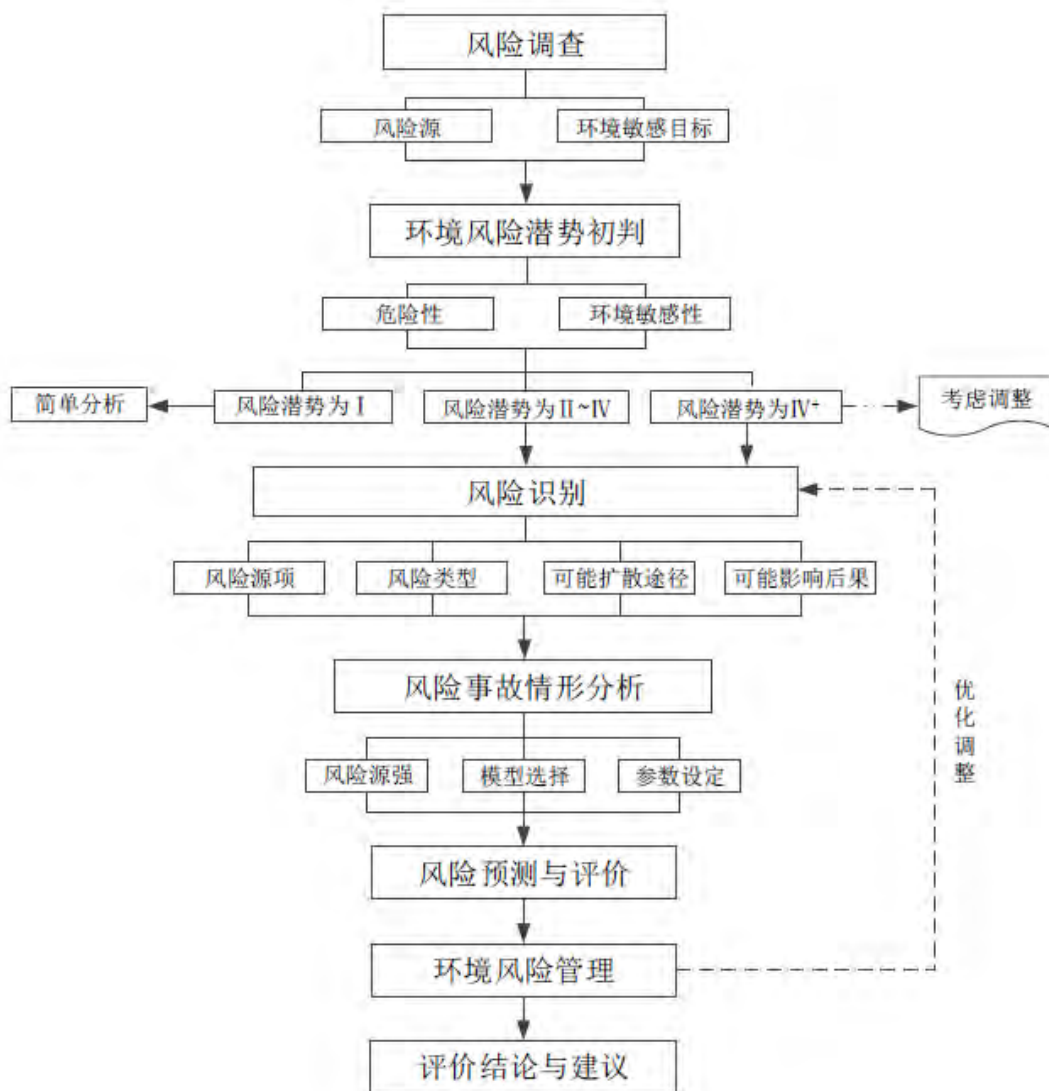 风险调查
风险源
环境敏感目标
环境风险潜势初判
危险性
环境敏感性
简单分析
风险潜势为Ⅰ
风险潜势为Ⅱ~Ⅳ
风险潜势为Ⅳ⁺
考虑调整
风险识别
风险源项
风险类型
可能扩散途径
可能影响后果
风险事故情形分析
优化调整
风险源强
模型选择
参数设定
风险预测与评价
环境风险管理
评价结论与建议